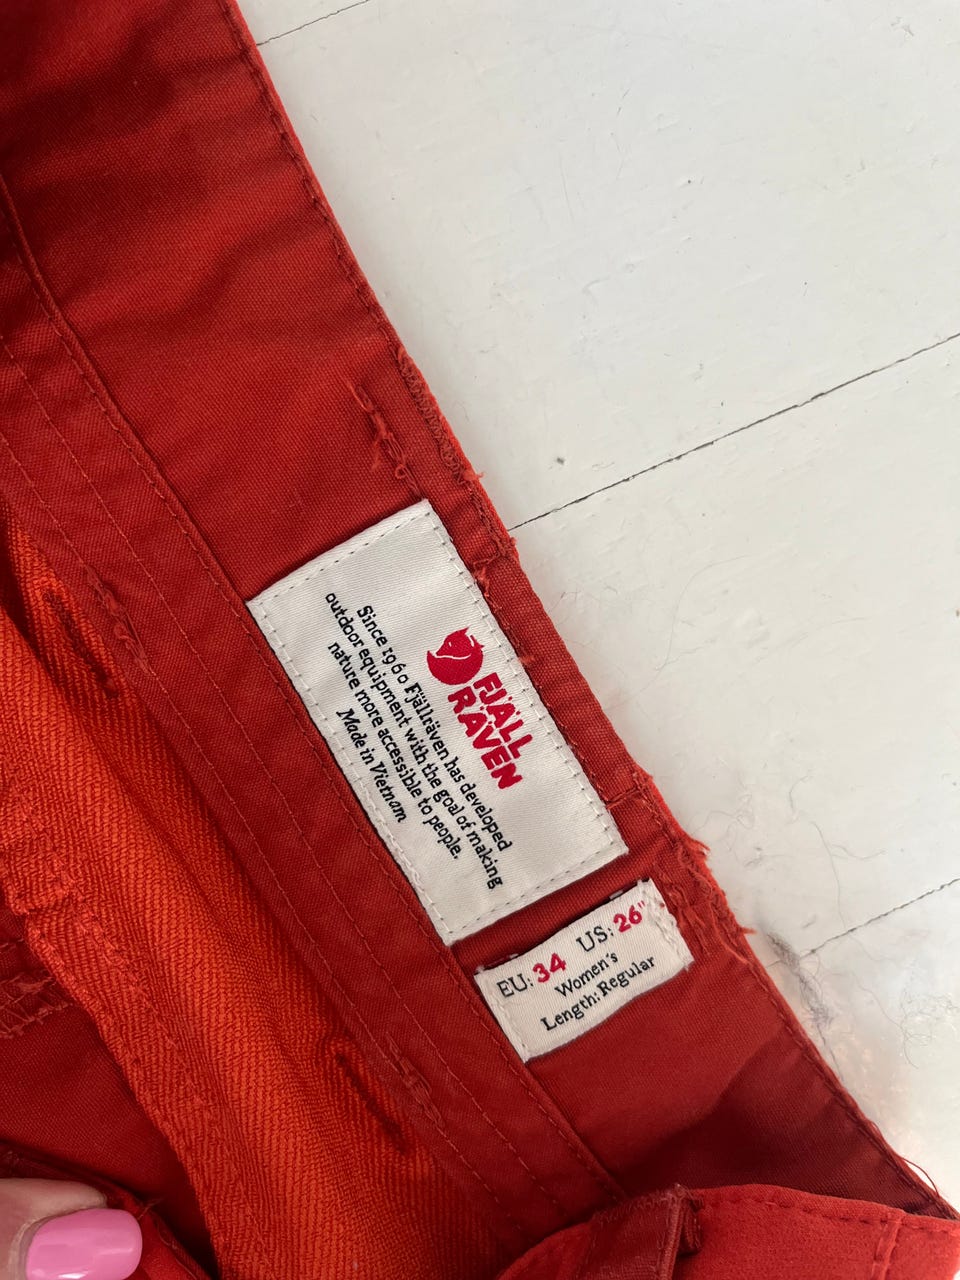 FJÄLL
RÄVEN
Since 1960 Fjällräven has developed
outdoor equipment with the goal of making
nature more accessible to people.
Made in Vietnam
EU: 34 US: 26"
Women's
Length: Regular